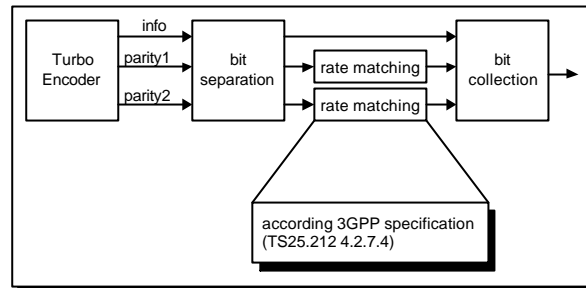 Turbo
Encoder
info
parity1
parity2
bit
separation
rate matching
rate matching
bit
collection
according 3GPP specification
(TS25.212 4.2.7.4)